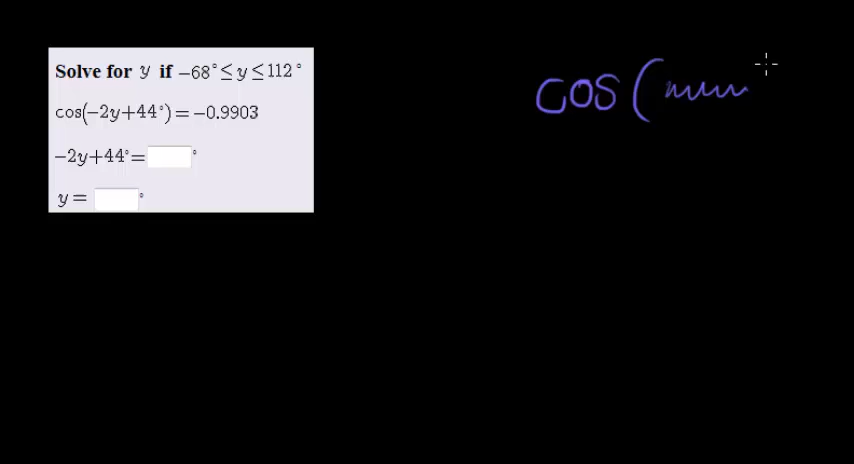 Solve for y if −68°≤y≤112°
cos(−2y+44°)=−0.9903
−2y+44°= °
y= °
cos(